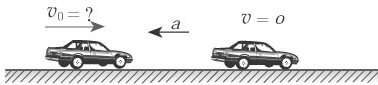 v₀ = ?
a
v = o